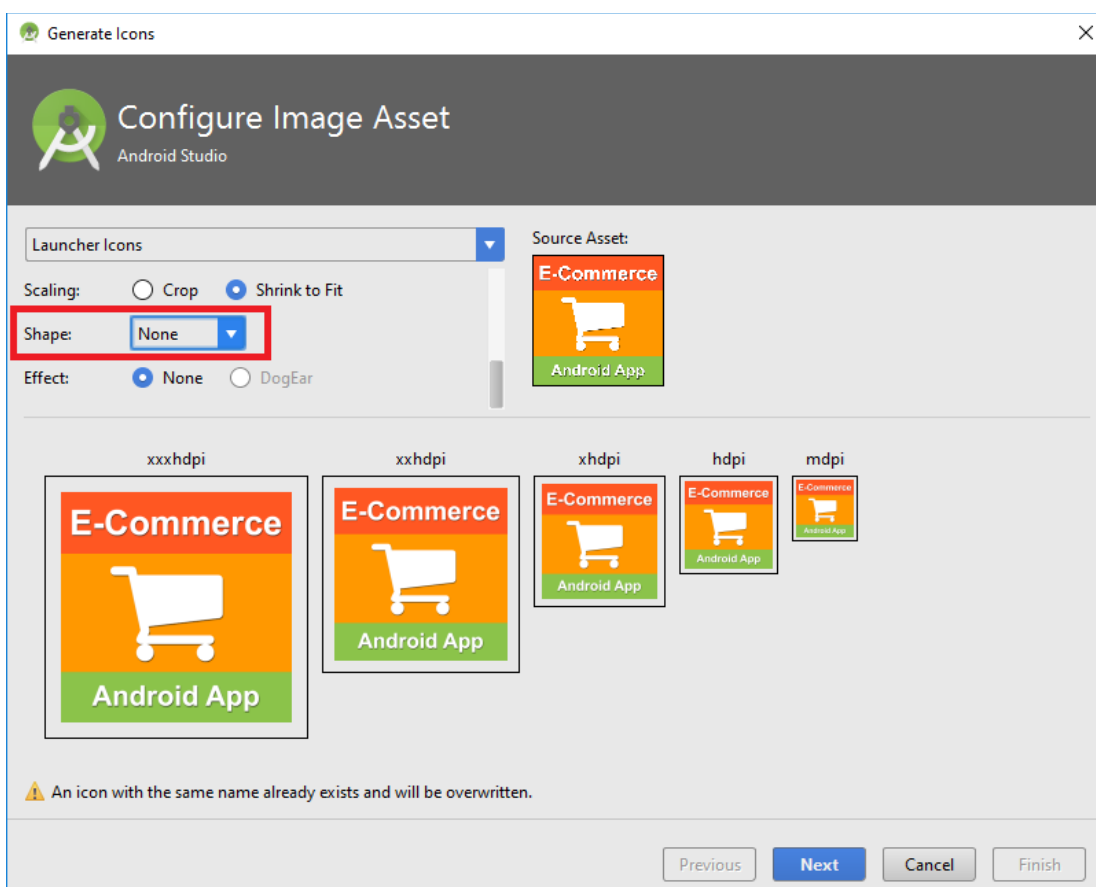 Generate Icons
Configure Image Asset
Android Studio
Launcher Icons
Source Asset:
E-Commerce
Android App
Scaling: Crop Shrink to Fit
Shape: None
Effect: None DogEar
xxxhdpi xxhdpi xhdpi hdpi mdpi
E-Commerce
Android App
E-Commerce
Android App
E-Commerce
Android App
E-Commerce
Android App
E-Commerce
Android App
An icon with the same name already exists and will be overwritten.
Previous Next Cancel Finish